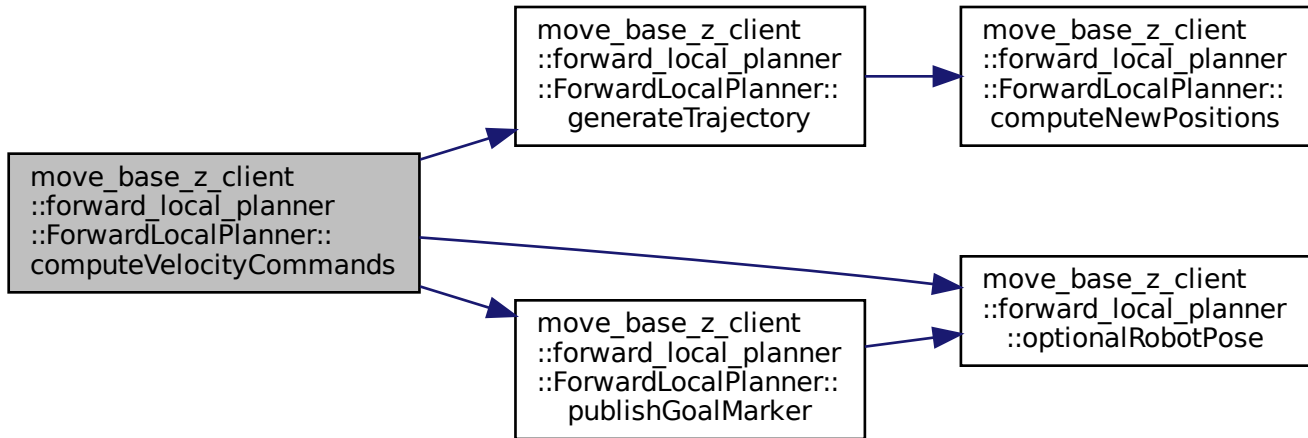 move_base_z_client
::forward_local_planner
::ForwardLocalPlanner::
computeVelocityCommands
move_base_z_client
::forward_local_planner
::ForwardLocalPlanner::
generateTrajectory
move_base_z_client
::forward_local_planner
::ForwardLocalPlanner::
computeNewPositions
move_base_z_client
::forward_local_planner
::ForwardLocalPlanner::
publishGoalMarker
move_base_z_client
::forward_local_planner
::optionalRobotPose